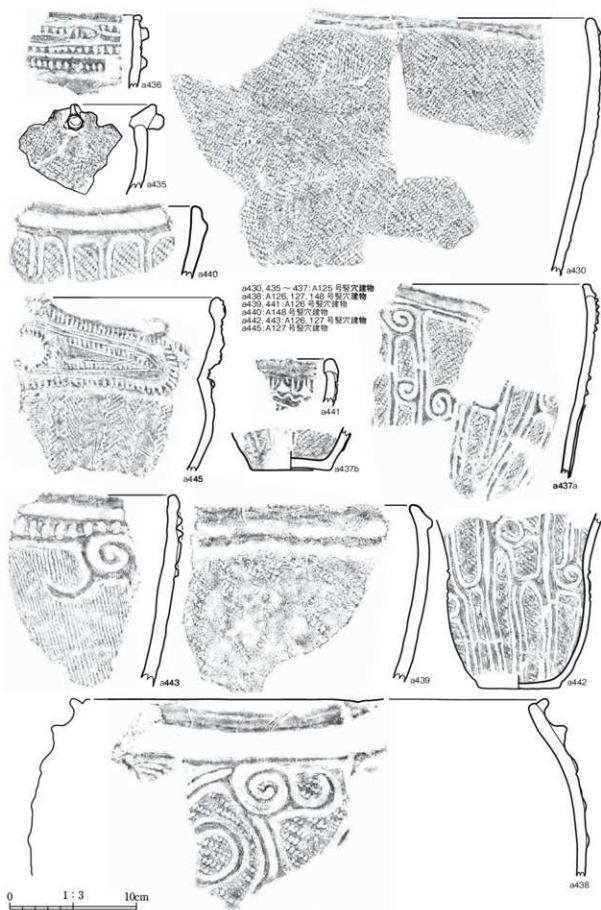 a436
a435
a430
a440
a430, 435 ～ 437: A125 号竪穴建物
a438: A126, 127, 148 号竪穴建物
a439, 441: A126 号竪穴建物
a440: A148 号竪穴建物
a442, 443: A126, 127 号竪穴建物
a445: A127 号竪穴建物
a441
a445
a437b
a437a
a443
a439
a442
a438
0 1：3 10cm